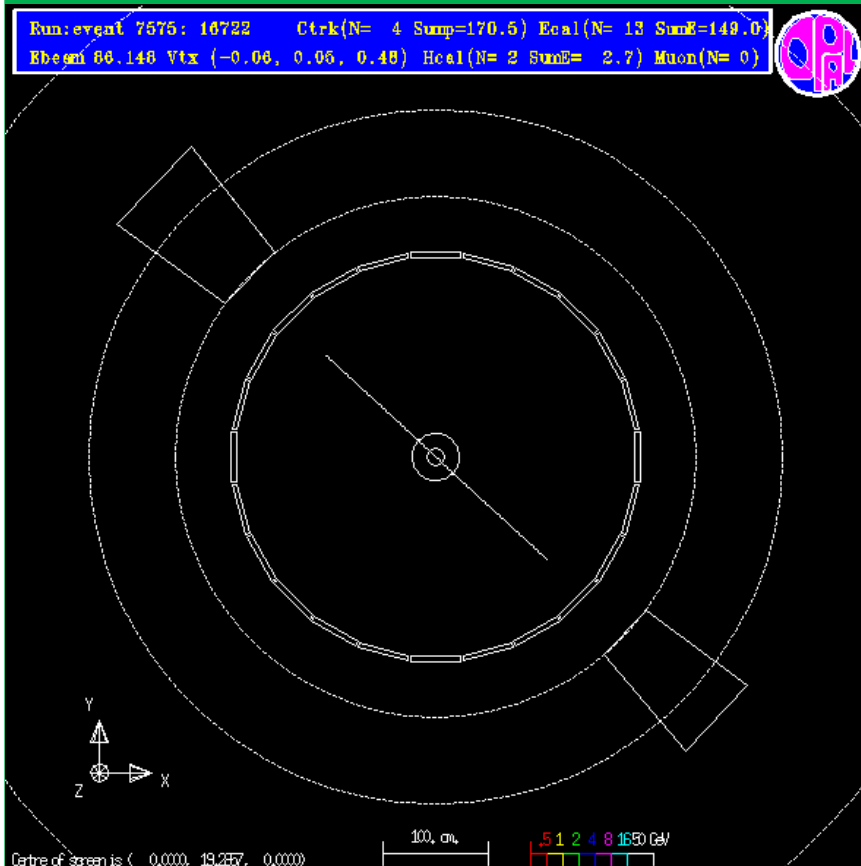 Run:event 7575: 16722 Ctrk(N= 4 Sump=170.5) Ecal(N= 13 SumE=149.0)
Ebeam 86.148 Vtx (-0.06, 0.05, 0.48) Hcal(N= 2 SumE= 2.7) Muon(N= 0)
OPAL
Y
X
Z
100. cm.
.5 1 2 4 8 16 50 GeV
Centre of screen is ( 0.0000, 19.2857, 0.0000)